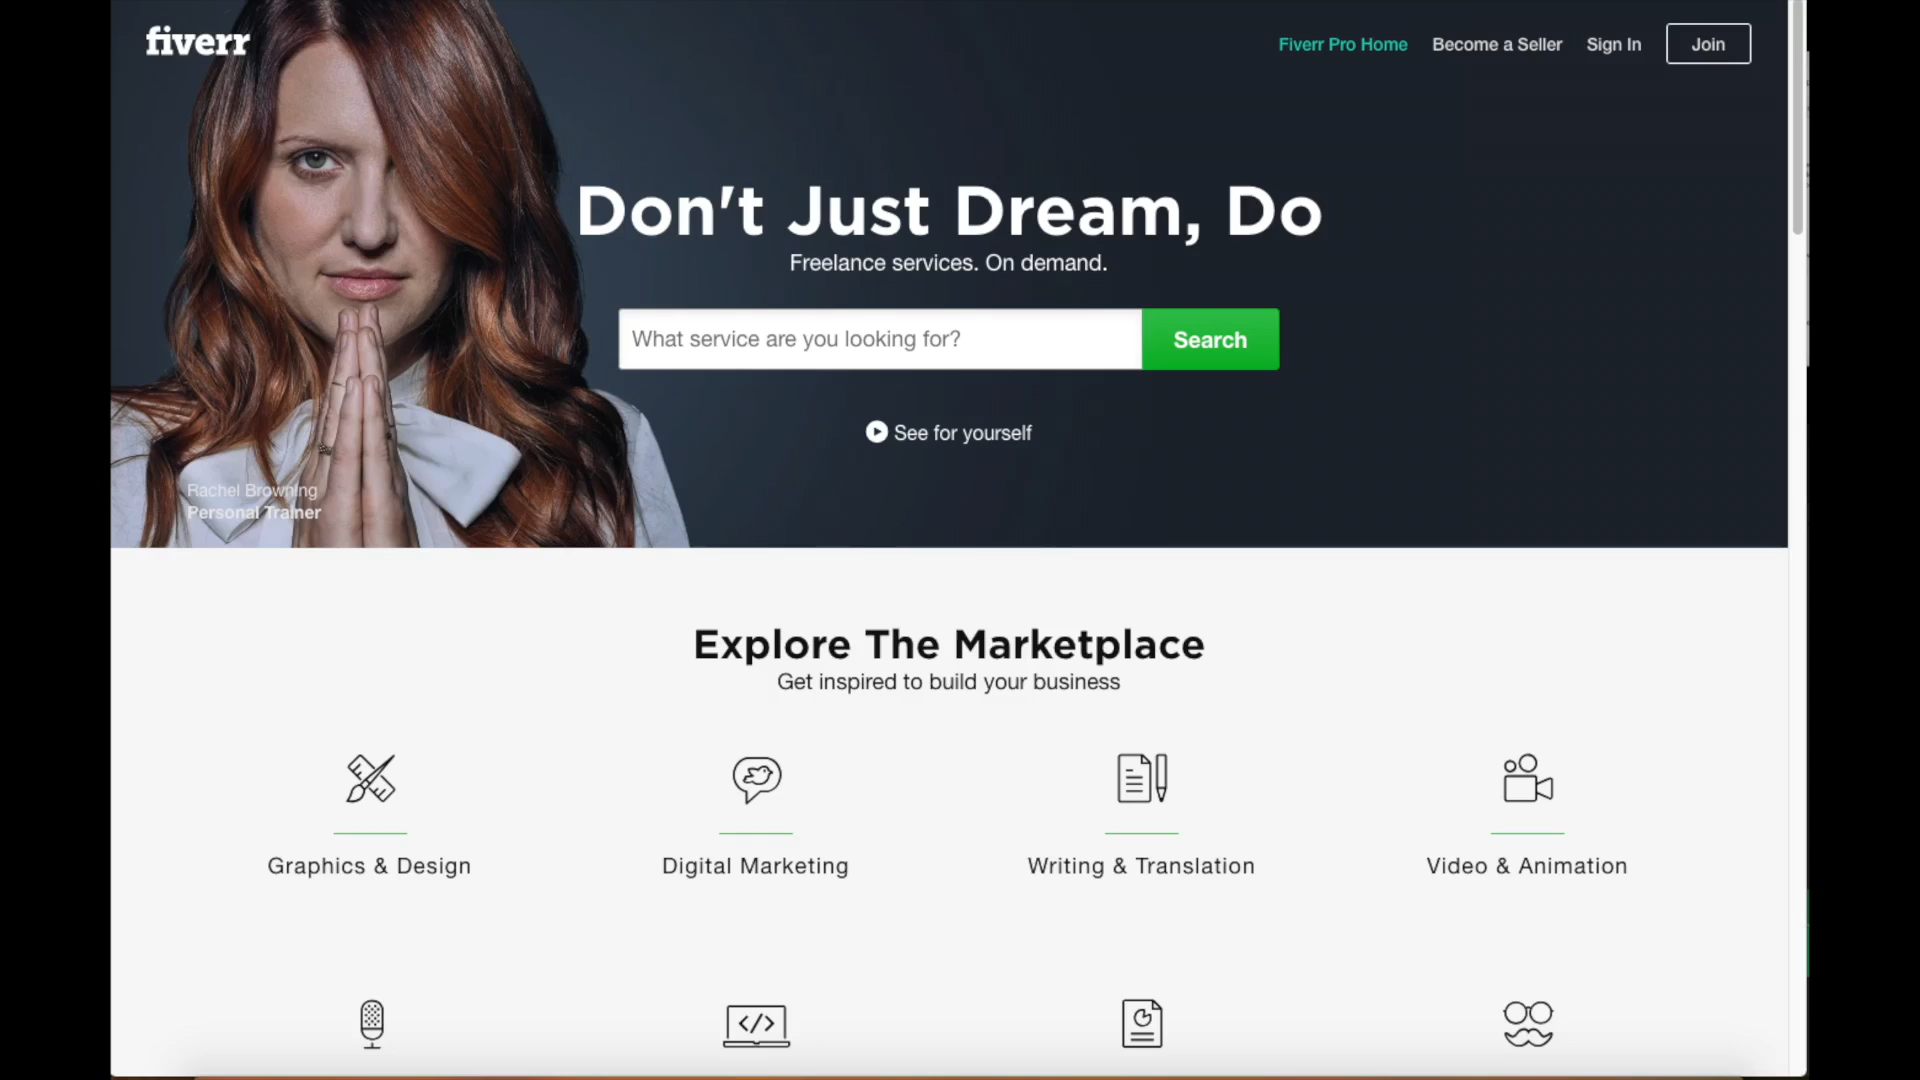 fiverr
Fiverr Pro Home
Become a Seller
Sign In
Join
Don't Just Dream, Do
Freelance services. On demand.
What service are you looking for?
Search
See for yourself
Rachel Browning
Personal Trainer
Explore The Marketplace
Get inspired to build your business
Graphics & Design
Digital Marketing
Writing & Translation
Video & Animation